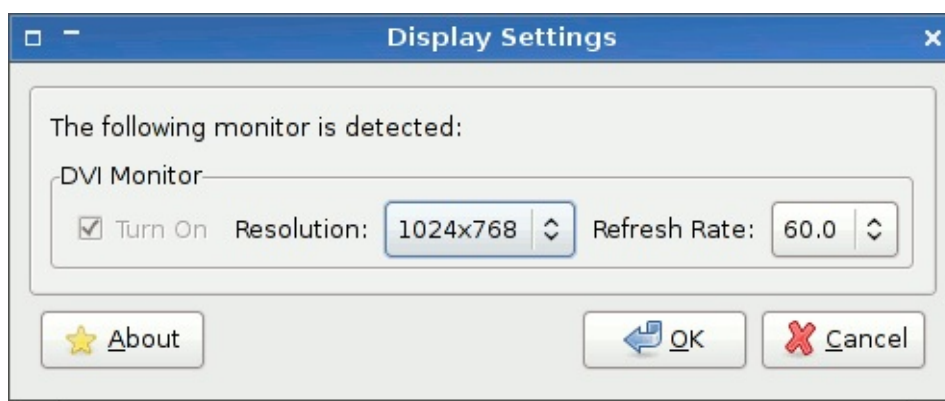 Display Settings
The following monitor is detected:
DVI Monitor
Turn On Resolution: 1024x768 Refresh Rate: 60.0
About OK Cancel